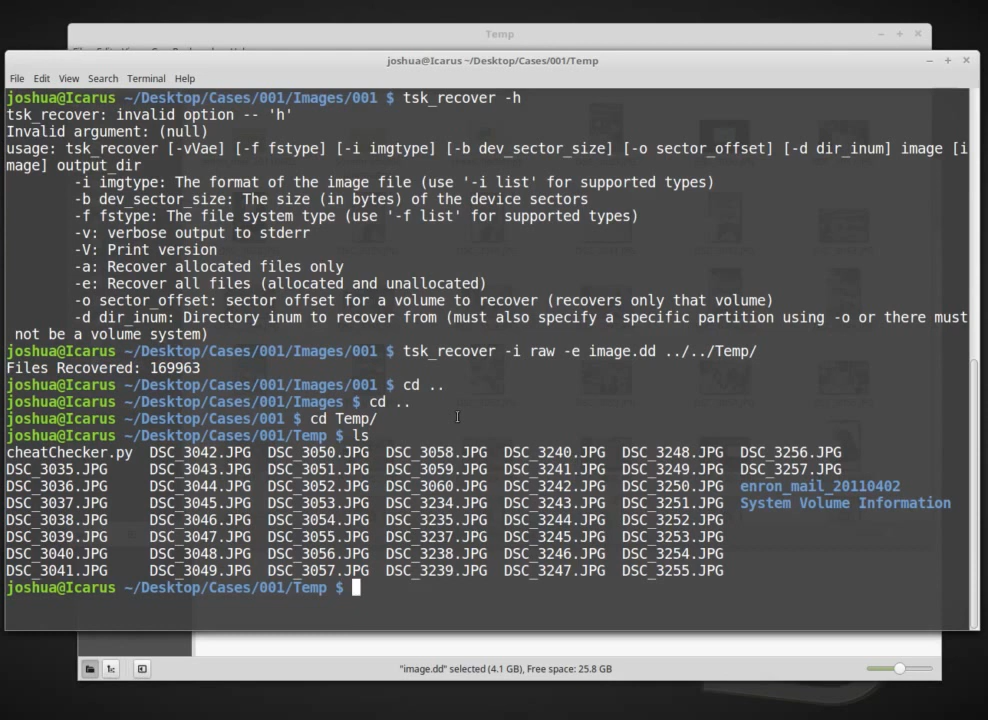 Temp
joshua@Icarus ~/Desktop/Cases/001/Temp
File Edit View Search Terminal Help
joshua@Icarus ~/Desktop/Cases/001/Images/001 $ tsk_recover -h
tsk_recover: invalid option -- 'h'
Invalid argument: (null)
usage: tsk_recover [-vVae] [-f fstype] [-i imgtype] [-b dev_sector_size] [-o sector_offset] [-d dir_inum] image [i
mage] output_dir
-i imgtype: The format of the image file (use '-i list' for supported types)
-b dev_sector_size: The size (in bytes) of the device sectors
-f fstype: The file system type (use '-f list' for supported types)
-v: verbose output to stderr
-V: Print version
-a: Recover allocated files only
-e: Recover all files (allocated and unallocated)
-o sector_offset: sector offset for a volume to recover (recovers only that volume)
-d dir_inum: Directory inum to recover from (must also specify a specific partition using -o or there must
not be a volume system)
joshua@Icarus ~/Desktop/Cases/001/Images/001 $ tsk_recover -i raw -e image.dd ../../Temp/
Files Recovered: 169963
joshua@Icarus ~/Desktop/Cases/001/Images/001 $ cd ..
joshua@Icarus ~/Desktop/Cases/001/Images $ cd ..
joshua@Icarus ~/Desktop/Cases/001 $ cd Temp/
joshua@Icarus ~/Desktop/Cases/001/Temp $ ls
cheatChecker.py DSC_3042.JPG DSC_3050.JPG DSC_3058.JPG DSC_3240.JPG DSC_3248.JPG DSC_3256.JPG
DSC_3035.JPG DSC_3043.JPG DSC_3051.JPG DSC_3059.JPG DSC_3241.JPG DSC_3249.JPG DSC_3257.JPG
DSC_3036.JPG DSC_3044.JPG DSC_3052.JPG DSC_3060.JPG DSC_3242.JPG DSC_3250.JPG enron_mail_20110402
DSC_3037.JPG DSC_3045.JPG DSC_3053.JPG DSC_3234.JPG DSC_3243.JPG DSC_3251.JPG System Volume Information
DSC_3038.JPG DSC_3046.JPG DSC_3054.JPG DSC_3235.JPG DSC_3244.JPG DSC_3252.JPG
DSC_3039.JPG DSC_3047.JPG DSC_3055.JPG DSC_3237.JPG DSC_3245.JPG DSC_3253.JPG
DSC_3040.JPG DSC_3048.JPG DSC_3056.JPG DSC_3238.JPG DSC_3246.JPG DSC_3254.JPG
DSC_3041.JPG DSC_3049.JPG DSC_3057.JPG DSC_3239.JPG DSC_3247.JPG DSC_3255.JPG
joshua@Icarus ~/Desktop/Cases/001/Temp $
"image.dd" selected (4.1 GB), Free space: 25.8 GB